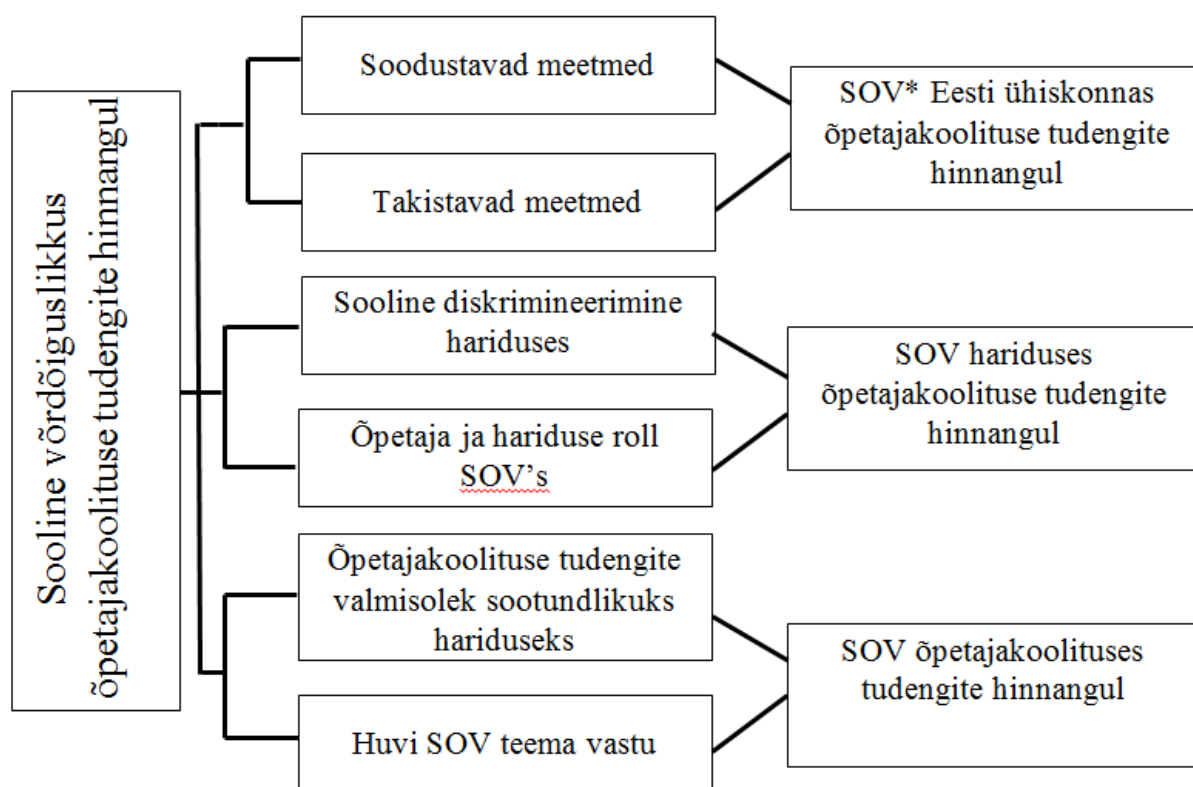 Sooline võrdõiguslikkus
õpetajakoolituse tudengite hinnangul
Soodustavad meetmed
Takistavad meetmed
SOV* Eesti ühiskonnas
õpetajakoolituse tudengite
hinnangul
Sooline diskrimineerimine
hariduses
Õpetaja ja hariduse roll
SOV’s
SOV hariduses
õpetajakoolituse tudengite
hinnangul
Õpetajakoolituse tudengite
valmisolek sootundlikuks
hariduseks
Huvi SOV teema vastu
SOV õpetajakoolituses
tudengite hinnangul